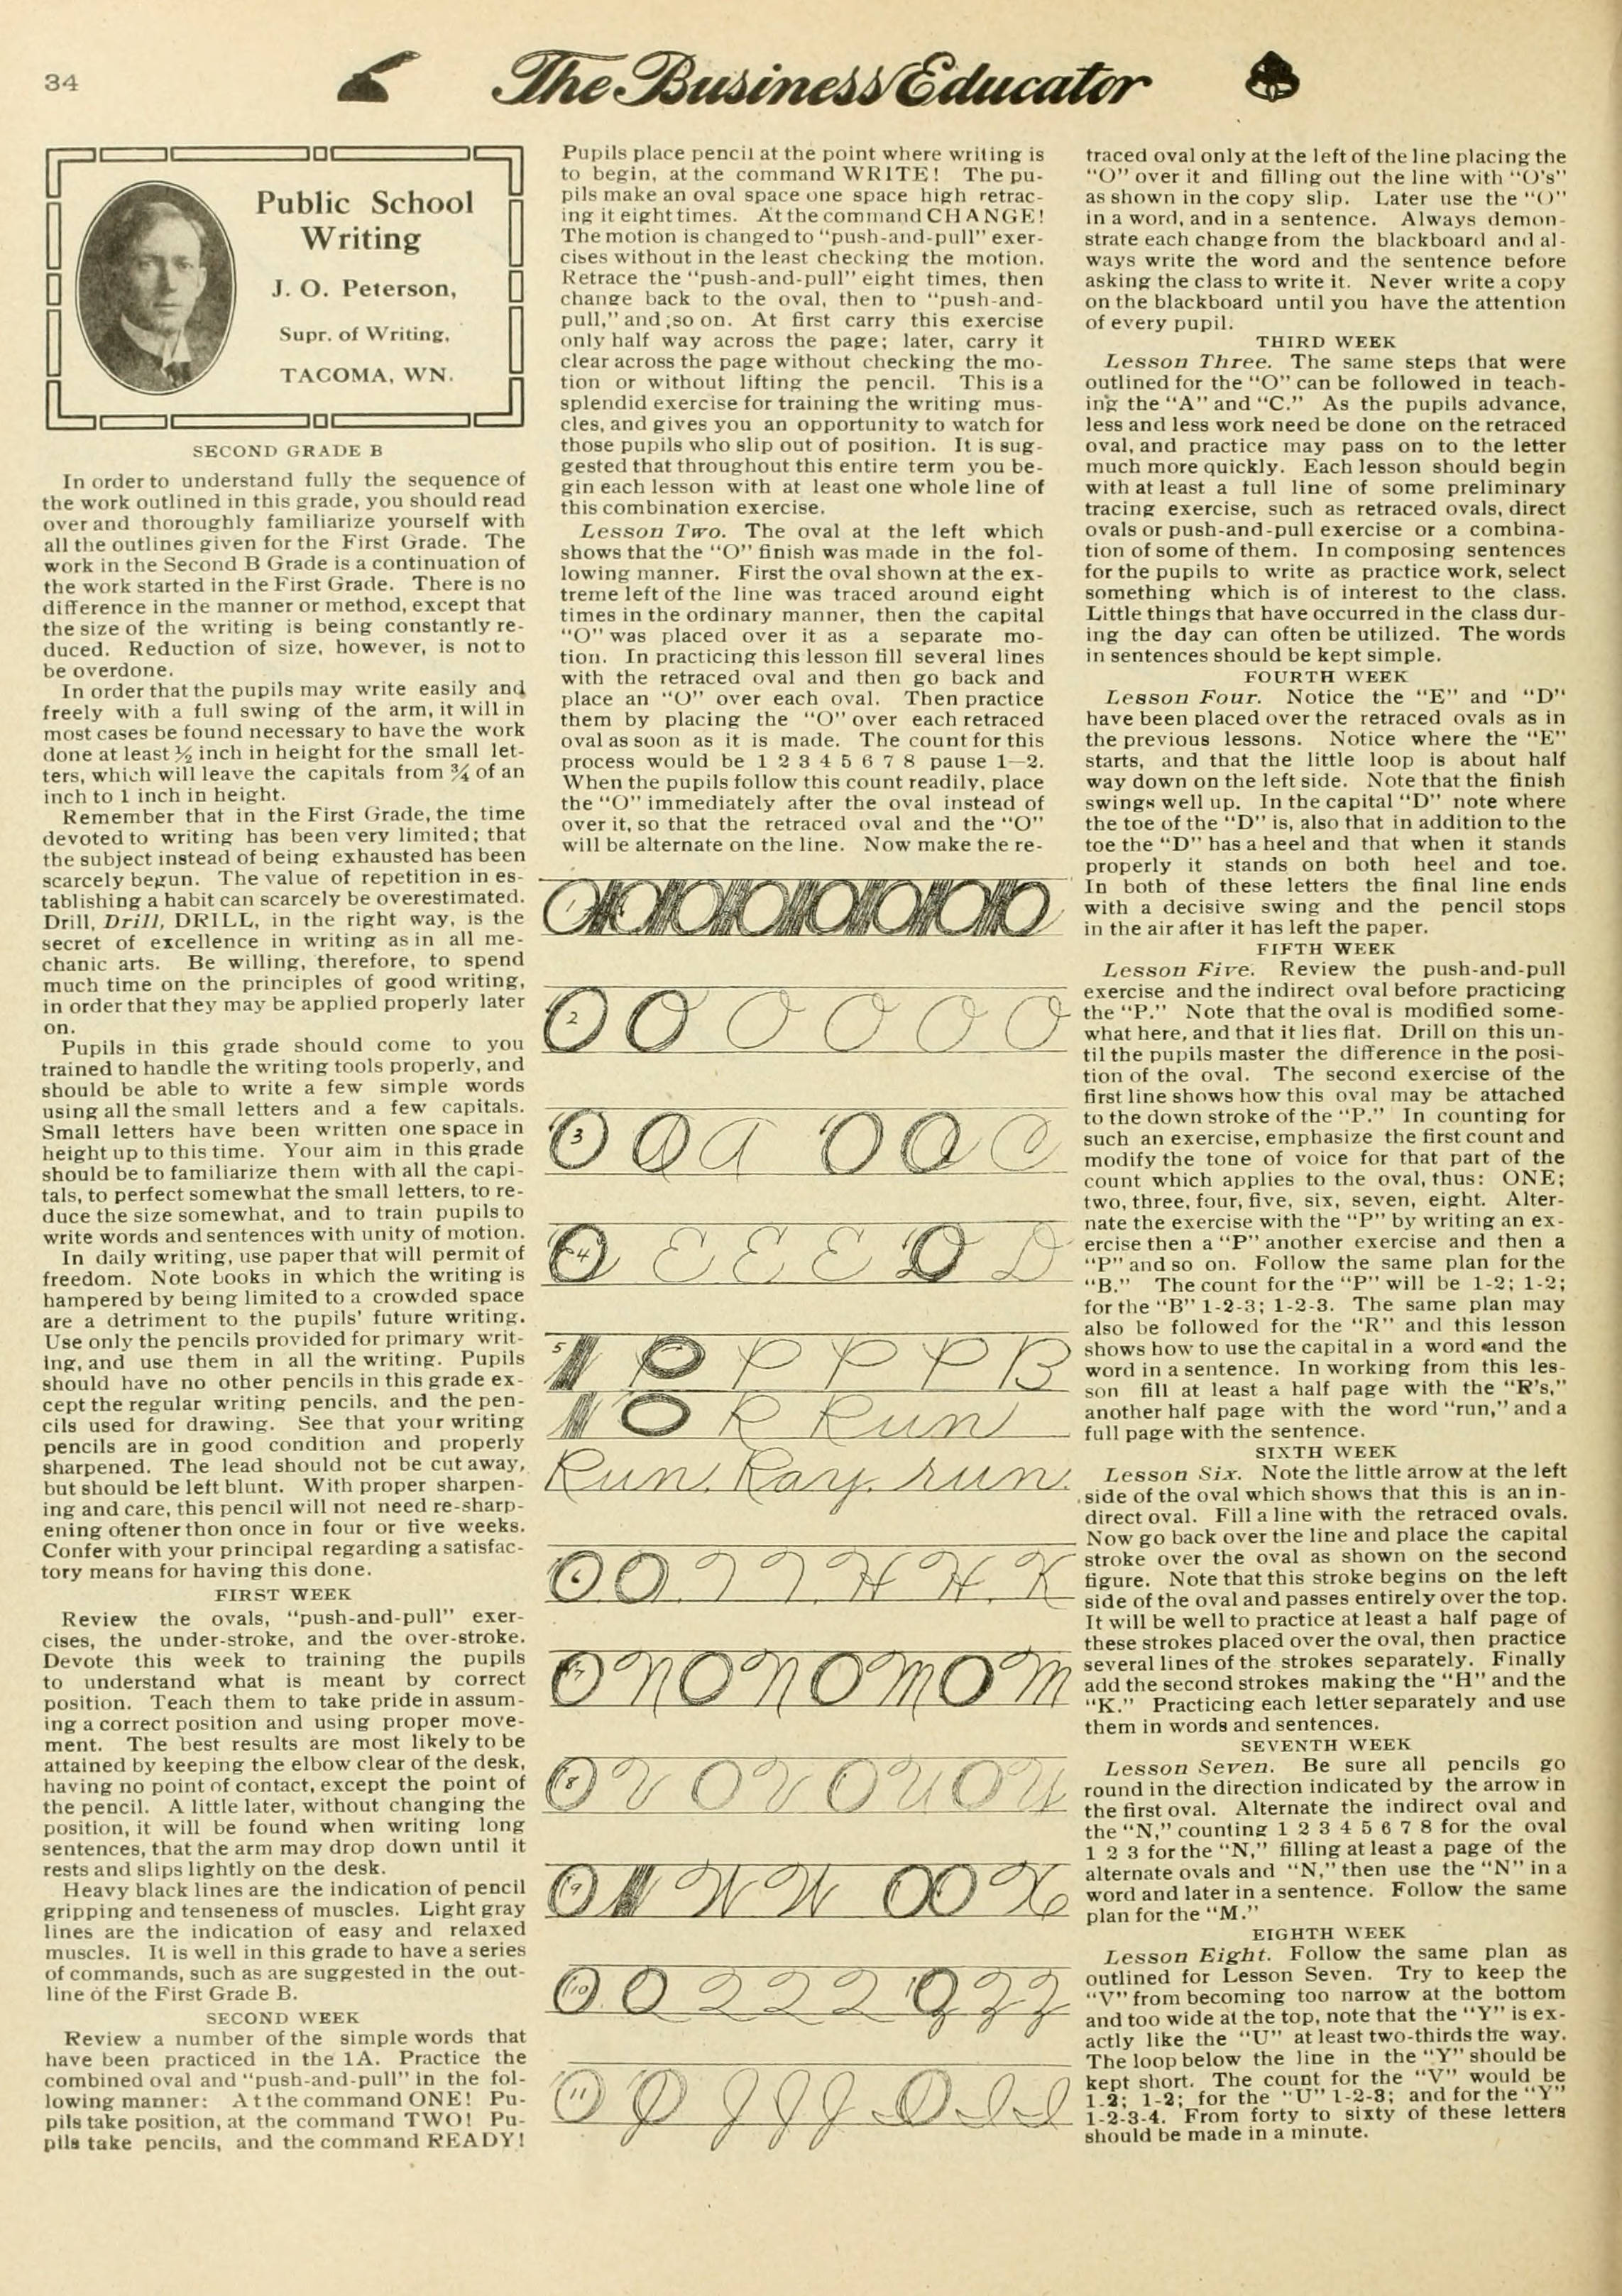 34
The Business Educator
Public School
Writing
J. O. Peterson,
Supr. of Writing,
TACOMA, WN.
SECOND GRADE B
In order to understand fully the sequence of
the work outlined in this grade, you should read
over and thoroughly familiarize yourself with
all the outlines given for the First Grade. The
work in the Second B Grade is a continuation of
the work started in the First Grade. There is no
difference in the manner or method, except that
the size of the writing is being constantly re-
duced. Reduction of size, however, is not to
be overdone.
In order that the pupils may write easily and
freely with a full swing of the arm, it will in
most cases be found necessary to have the work
done at least ½ inch in height for the small let-
ters, which will leave the capitals from ¾ of an
inch to 1 inch in height.
Remember that in the First Grade, the time
devoted to writing has been very limited; that
the subject instead of being exhausted has been
scarcely begun. The value of repetition in es-
tablishing a habit can scarcely be overestimated.
Drill, Drill, DRILL, in the right way, is the
secret of excellence in writing as in all me-
chanic arts. Be willing, therefore, to spend
much time on the principles of good writing,
in order that they may be applied properly later
on.
Pupils in this grade should come to you
trained to handle the writing tools properly, and
should be able to write a few simple words
using all the small letters and a few capitals.
Small letters have been written one space in
height up to this time. Your aim in this grade
should be to familiarize them with all the capi-
tals, to perfect somewhat the small letters, to re-
duce the size somewhat, and to train pupils to
write words and sentences with unity of motion.
In daily writing, use paper that will permit of
freedom. Note books in which the writing is
hampered by being limited to a crowded space
are a detriment to the pupils' future writing.
Use only the pencils provided for primary writ-
ing, and use them in all the writing. Pupils
should have no other pencils in this grade ex-
cept the regular writing pencils, and the pen-
cils used for drawing. See that your writing
pencils are in good condition and properly
sharpened. The lead should not be cut away,
but should be left blunt. With proper sharpen-
ing and care, this pencil will not need re-sharp-
ening oftener thon once in four or five weeks.
Confer with your principal regarding a satisfac-
tory means for having this done.
FIRST WEEK
Review the ovals, "push-and-pull" exer-
cises, the under-stroke, and the over-stroke.
Devote this week to training the pupils
to understand what is meant by correct
position. Teach them to take pride in assum-
ing a correct position and using proper move-
ment. The best results are most likely to be
attained by keeping the elbow clear of the desk,
having no point of contact, except the point of
the pencil. A little later, without changing the
position, it will be found when writing long
sentences, that the arm may drop down until it
rests and slips lightly on the desk.
Heavy black lines are the indication of pencil
gripping and tenseness of muscles. Light gray
lines are the indication of easy and relaxed
muscles. It is well in this grade to have a series
of commands, such as are suggested in the out-
line of the First Grade B.
SECOND WEEK
Review a number of the simple words that
have been practiced in the 1A. Practice the
combined oval and "push-and-pull" in the fol-
lowing manner: At the command ONE! Pu-
pils take position, at the command TWO! Pu-
pils take pencils, and the command READY!
Pupils place pencil at the point where writing is
to begin, at the command WRITE! The pu-
pils make an oval space one space high retrac-
ing it eight times. At the command CHANGE!
The motion is changed to "push-and-pull" exer-
cises without in the least checking the motion.
Retrace the "push-and-pull" eight times, then
change back to the oval, then to "push-and-
pull," and ;so on. At first carry this exercise
only half way across the page; later, carry it
clear across the page without checking the mo-
tion or without lifting the pencil. This is a
splendid exercise for training the writing mus-
cles, and gives you an opportunity to watch for
those pupils who slip out of position. It is sug-
gested that throughout this entire term you be-
gin each lesson with at least one whole line of
this combination exercise.
Lesson Two. The oval at the left which
shows that the "O" finish was made in the fol-
lowing manner. First the oval shown at the ex-
treme left of the line was traced around eight
times in the ordinary manner, then the capital
"O" was placed over it as a separate mo-
tion. In practicing this lesson fill several lines
with the retraced oval and then go back and
place an "O" over each oval. Then practice
them by placing the "O" over each retraced
oval as soon as it is made. The count for this
process would be 1 2 3 4 5 6 7 8 pause 1—2.
When the pupils follow this count readily, place
the "O" immediately after the oval instead of
over it, so that the retraced oval and the "O"
will be alternate on the line. Now make the re-
1
2 O O O O
3 A C
4 E E E D
5 P P P P B
R Run
Run, Ray, run.
6 H H K
7 N N M M
8 V V U Y
9 W W X
10 Q Q Q Z Z
11 J J J I I
traced oval only at the left of the line placing the
"O" over it and filling out the line with "O's"
as shown in the copy slip. Later use the "O"
in a word, and in a sentence. Always demon-
strate each change from the blackboard and al-
ways write the word and the sentence before
asking the class to write it. Never write a copy
on the blackboard until you have the attention
of every pupil.
THIRD WEEK
Lesson Three. The same steps that were
outlined for the "O" can be followed in teach-
ing the "A" and "C." As the pupils advance,
less and less work need be done on the retraced
oval, and practice may pass on to the letter
much more quickly. Each lesson should begin
with at least a full line of some preliminary
tracing exercise, such as retraced ovals, direct
ovals or push-and-pull exercise or a combina-
tion of some of them. In composing sentences
for the pupils to write as practice work, select
something which is of interest to the class.
Little things that have occurred in the class dur-
ing the day can often be utilized. The words
in sentences should be kept simple.
FOURTH WEEK
Lesson Four. Notice the "E" and "D"
have been placed over the retraced ovals as in
the previous lessons. Notice where the "E"
starts, and that the little loop is about half
way down on the left side. Note that the finish
swings well up. In the capital "D" note where
the toe of the "D" is, also that in addition to the
toe the "D" has a heel and that when it stands
properly it stands on both heel and toe.
In both of these letters the final line ends
with a decisive swing and the pencil stops
in the air after it has left the paper.
FIFTH WEEK
Lesson Five. Review the push-and-pull
exercise and the indirect oval before practicing
the "P." Note that the oval is modified some-
what here, and that it lies flat. Drill on this un-
til the pupils master the difference in the posi-
tion of the oval. The second exercise of the
first line shows how this oval may be attached
to the down stroke of the "P." In counting for
such an exercise, emphasize the first count and
modify the tone of voice for that part of the
count which applies to the oval, thus: ONE;
two, three, four, five, six, seven, eight. Alter-
nate the exercise with the "P" by writing an ex-
ercise then a "P" another exercise and then a
"P" and so on. Follow the same plan for the
"B." The count for the "P" will be 1-2; 1-2;
for the "B" 1-2-3; 1-2-3. The same plan may
also be followed for the "R" and this lesson
shows how to use the capital in a word and the
word in a sentence. In working from this les-
son fill at least a half page with the "R's,"
another half page with the word "run," and a
full page with the sentence.
SIXTH WEEK
Lesson Six. Note the little arrow at the left
side of the oval which shows that this is an in-
direct oval. Fill a line with the retraced ovals.
Now go back over the line and place the capital
stroke over the oval as shown on the second
figure. Note that this stroke begins on the left
side of the oval and passes entirely over the top.
It will be well to practice at least a half page of
these strokes placed over the oval, then practice
several lines of the strokes separately. Finally
add the second strokes making the "H" and the
"K." Practicing each letter separately and use
them in words and sentences.
SEVENTH WEEK
Lesson Seven. Be sure all pencils go
round in the direction indicated by the arrow in
the first oval. Alternate the indirect oval and
the "N," counting 1 2 3 4 5 6 7 8 for the oval
1 2 3 for the "N," filling at least a page of the
alternate ovals and "N," then use the "N" in a
word and later in a sentence. Follow the same
plan for the "M."
EIGHTH WEEK
Lesson Eight. Follow the same plan as
outlined for Lesson Seven. Try to keep the
"V" from becoming too narrow at the bottom
and too wide at the top, note that the "Y" is ex-
actly like the "U" at least two-thirds the way.
The loop below the line in the "Y" should be
kept short. The count for the "V" would be
1-2; 1-2; for the "U" 1-2-3; and for the "Y"
1-2-3-4. From forty to sixty of these letters
should be made in a minute.